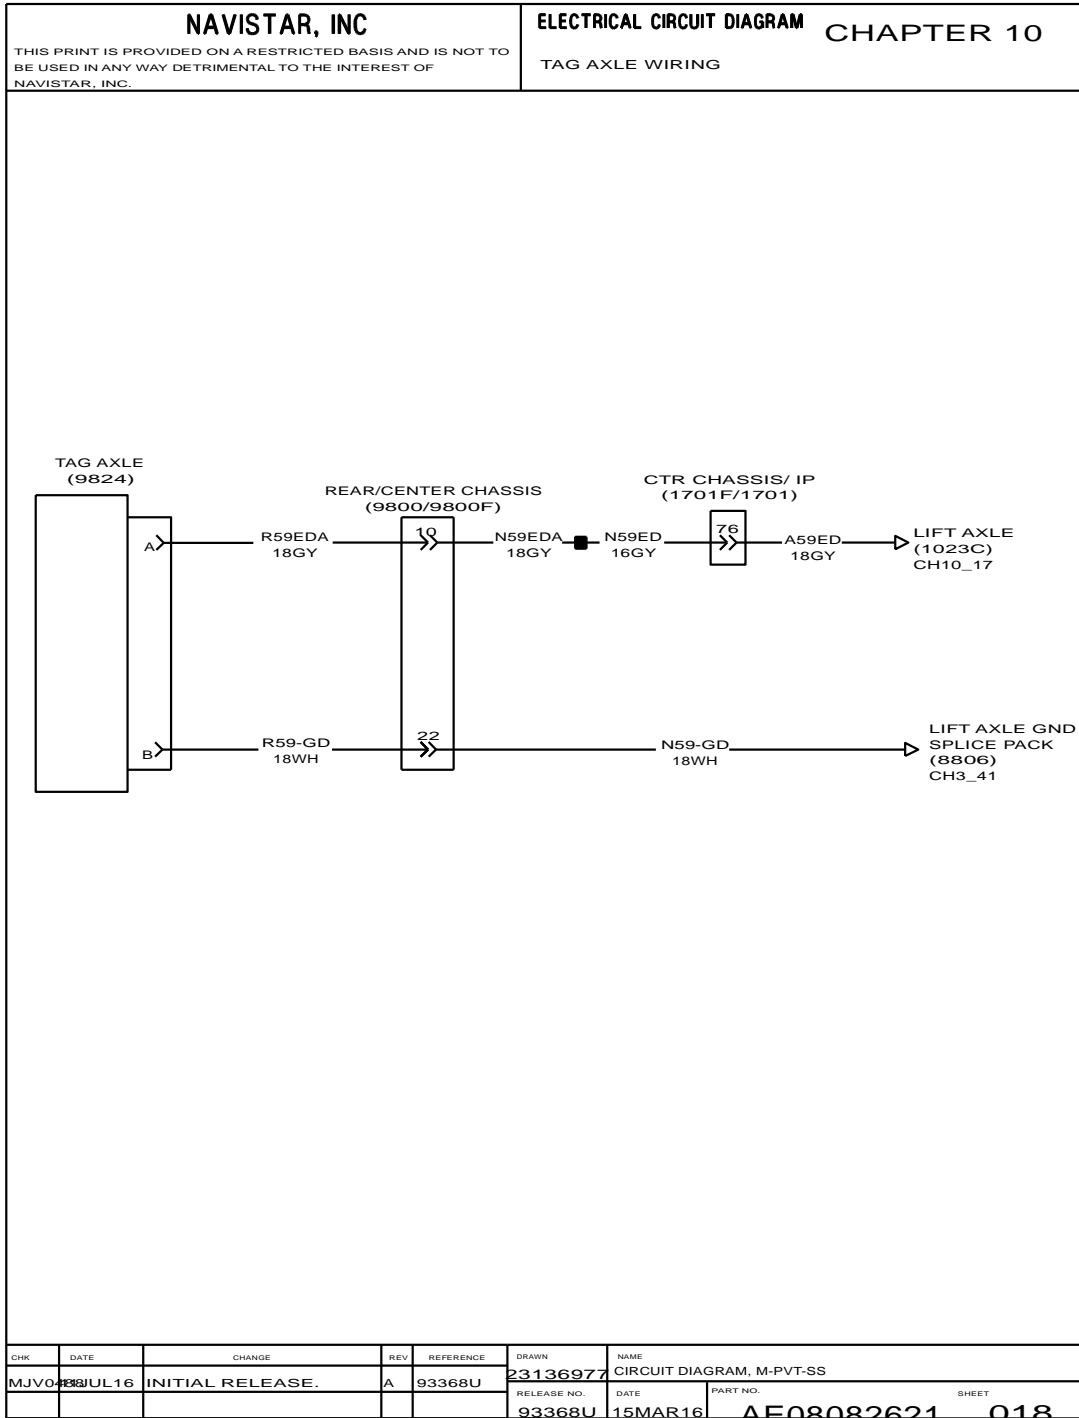 NAVISTAR, INC
THIS PRINT IS PROVIDED ON A RESTRICTED BASIS AND IS NOT TO
BE USED IN ANY WAY DETRIMENTAL TO THE INTEREST OF
NAVISTAR, INC.
ELECTRICAL CIRCUIT DIAGRAM
CHAPTER 10
TAG AXLE WIRING
TAG AXLE
(9824)
A
B
R59EDA
18GY
REAR/CENTER CHASSIS
(9800/9800F)
10
22
N59EDA
18GY
N59ED
16GY
CTR CHASSIS/ IP
(1701F/1701)
76
A59ED
18GY
LIFT AXLE
(1023C)
CH10_17
R59-GD
18WH
N59-GD
18WH
LIFT AXLE GND
SPLICE PACK
(8806)
CH3_41
CHK DATE CHANGE REV REFERENCE
INITIAL RELEASE. A 93368U
DRAWN
23136977
NAME
CIRCUIT DIAGRAM, M-PVT-SS
RELEASE NO.
93368U
DATE
15MAR16
PART NO.
AE08082621
SHEET
018